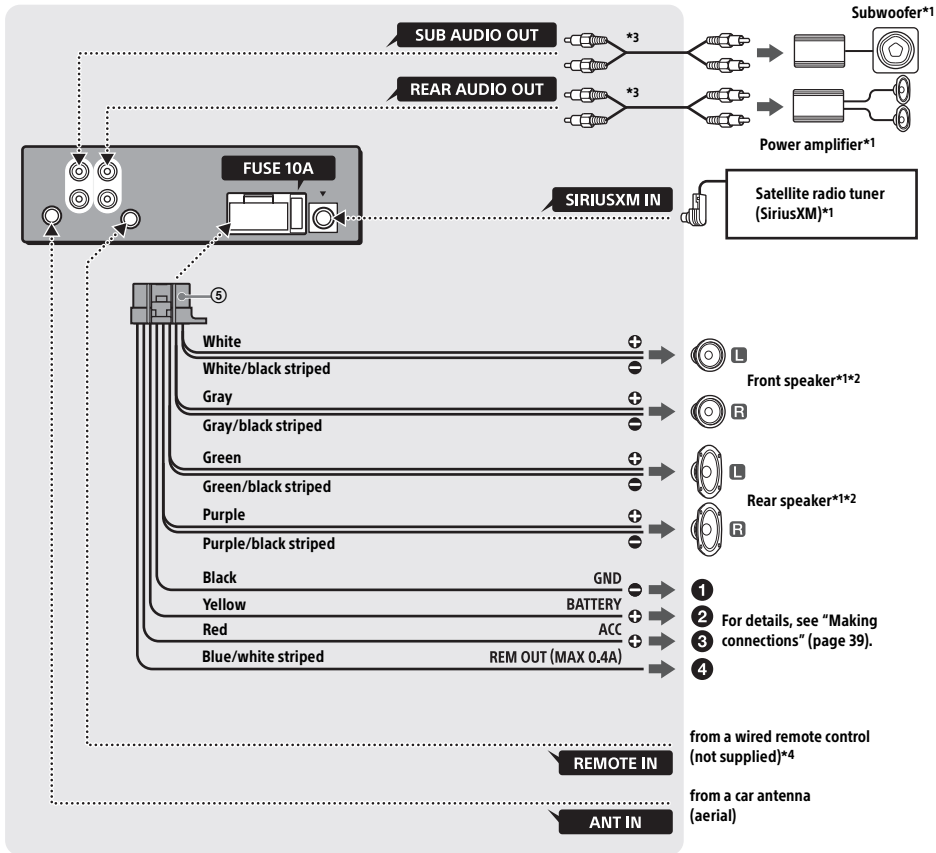 Subwoofer*1
SUB AUDIO OUT
*3
REAR AUDIO OUT
*3
Power amplifier*1
FUSE 10A
SIRIUSXM IN
Satellite radio tuner
(SiriusXM)*1
⑤
White
White/black striped
L
Front speaker*1*2
Gray
Gray/black striped
R
Green
Green/black striped
L
Rear speaker*1*2
Purple
Purple/black striped
R
Black GND ❶
Yellow BATTERY ❷
Red ACC ❸
For details, see “Making
connections” (page 39).
Blue/white striped REM OUT (MAX 0.4A) ❹
from a wired remote control
(not supplied)*4
REMOTE IN
from a car antenna
(aerial)
ANT IN